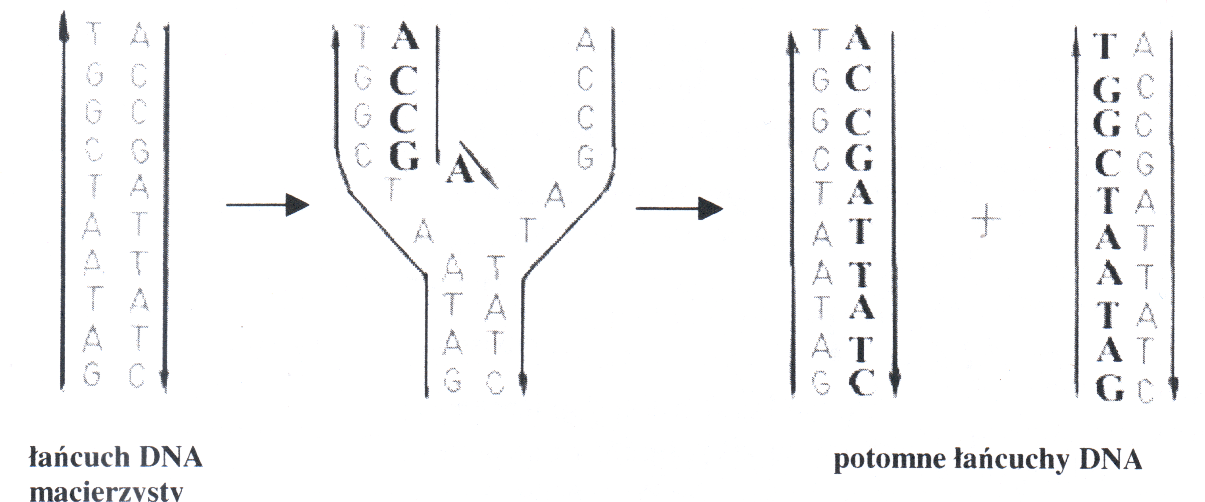 T A
G C
G C
C G
T A
A T
A T
T A
A T
G C
T A A
G C C
G C C
C G G
A
T A
A T
A T
T A
A T
G C
T A
G C
G C
C G
T A
A T
A T
T A
A T
G C
+
T A
G C
G C
C G
T A
A T
A T
T A
A T
G C
łańcuch DNA
macierzysty
potomne łańcuchy DNA